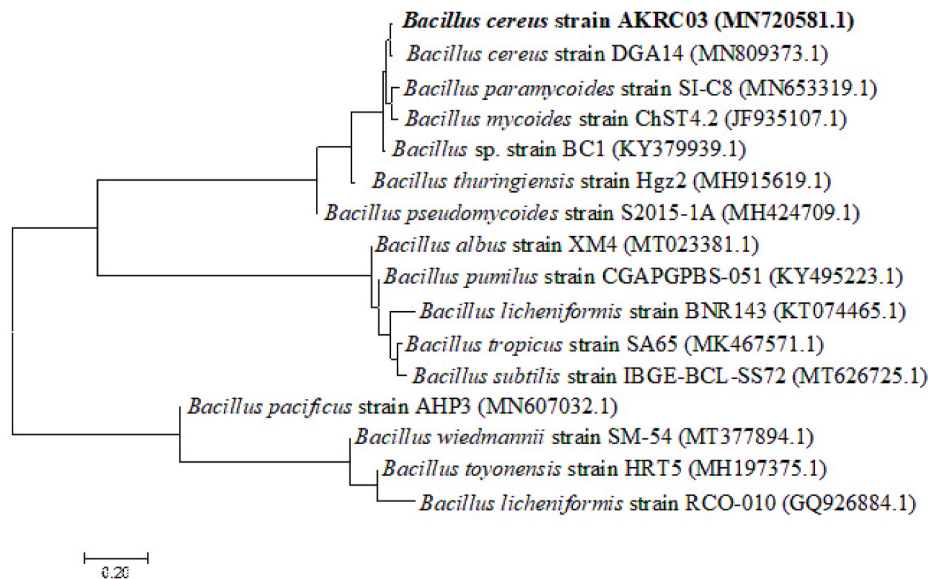 Bacillus cereus strain AKRC03 (MN720581.1)
Bacillus cereus strain DGA14 (MN809373.1)
Bacillus paramycoides strain SI-C8 (MN653319.1)
Bacillus mycoides strain ChST4.2 (JF935107.1)
Bacillus sp. strain BC1 (KY379939.1)
Bacillus thuringiensis strain Hgz2 (MH915619.1)
Bacillus pseudomycoides strain S2015-1A (MH424709.1)
Bacillus albus strain XM4 (MT023381.1)
Bacillus pumilus strain CGAPGPBS-051 (KY495223.1)
Bacillus licheniformis strain BNR143 (KT074465.1)
Bacillus tropicus strain SA65 (MK467571.1)
Bacillus subtilis strain IBGE-BCL-SS72 (MT626725.1)
Bacillus pacificus strain AHP3 (MN607032.1)
Bacillus wiedmannii strain SM-54 (MT377894.1)
Bacillus toyonensis strain HRT5 (MH197375.1)
Bacillus licheniformis strain RCO-010 (GQ926884.1)
0.20